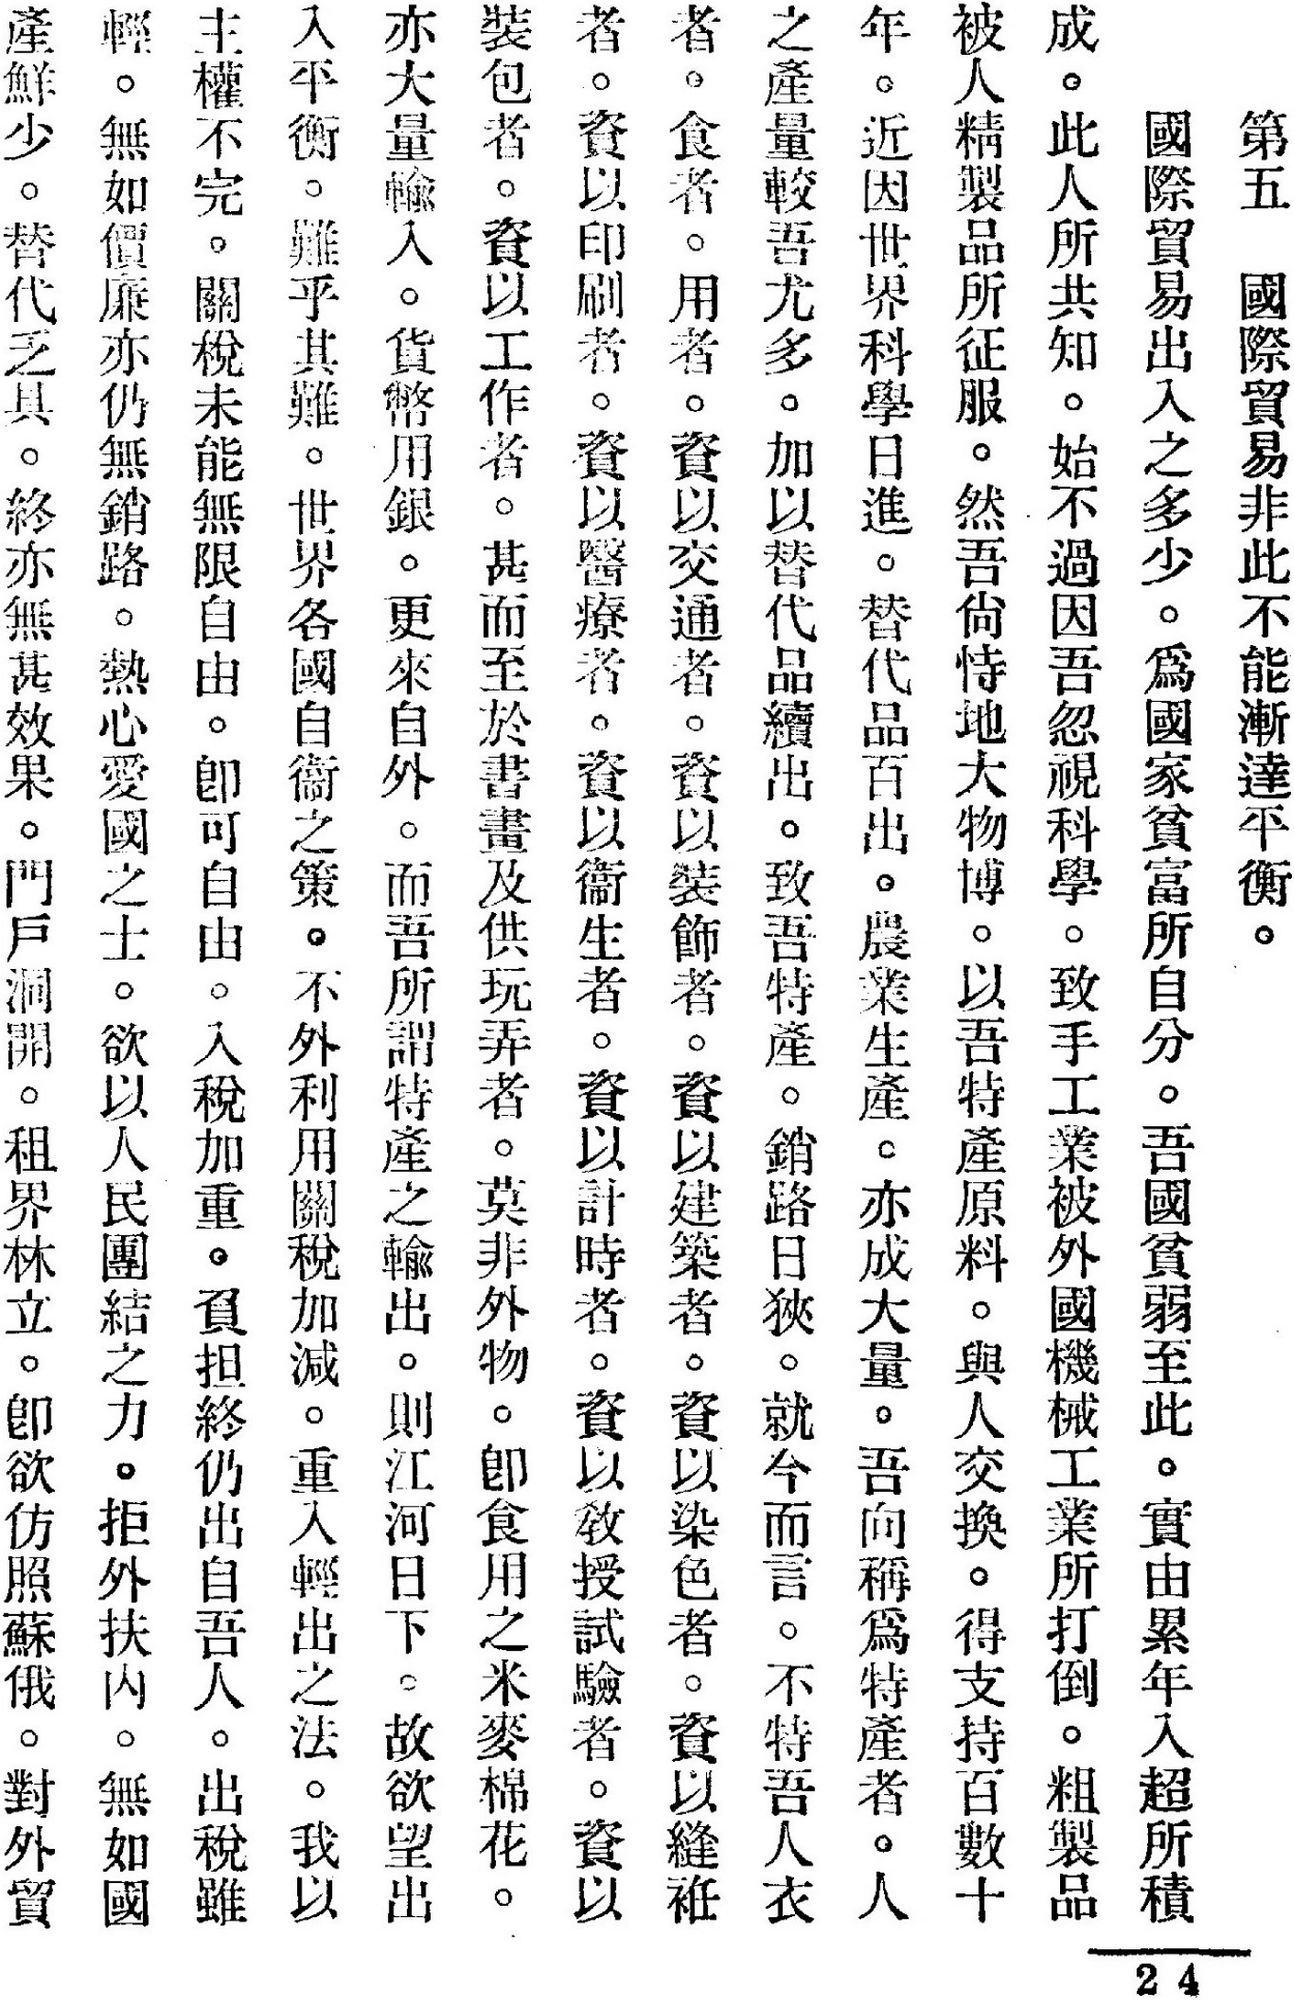 第五　國際貿易非此不能漸達平衡。
國際貿易出入之多少。爲國家貧富所自分。吾國貧弱至此。實由累年入超所積
成。此人所共知。始不過因吾忽視科學。致手工業被外國機械工業所打倒。粗製品
被人精製品所征服。然吾尙恃地大物博。以吾特產原料。與人交換。得支持百數十
年。近因世界科學日進。替代品百出。農業生產。亦成大量。吾向稱爲特產者。人
之產量較吾尤多。加以替代品續出。致吾特產。銷路日狹。就今而言。不特吾人衣
者。食者。用者。資以交通者。資以裝飾者。資以建築者。資以染色者。資以縫袵
者。資以印刷者。資以醫療者。資以衞生者。資以計時者。資以敎授試驗者。資以
裝包者。資以工作者。甚而至於書畫及供玩弄者。莫非外物。卽食用之米麥棉花。
亦大量輸入。貨幣用銀。更來自外。而吾所謂特產之輸出。則江河日下。故欲望出
入平衡。難乎其難。世界各國自衞之策。不外利用關稅加減。重入輕出之法。我以
主權不完。關稅未能無限自由。卽可自由。入稅加重。負担終仍出自吾人。出稅雖
輕。無如價廉亦仍無銷路。熱心愛國之士。欲以人民團結之力。拒外扶內。無如國
產鮮少。替代乏具。終亦無甚效果。門戶洞開。租界林立。卽欲仿照蘇俄。對外貿
24